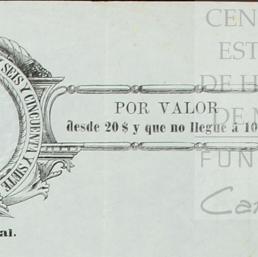 SEIS Y CINCUENTA Y SIETE
POR VALOR
desde 20 $ y que no llegue á 10
al.
CEN
EST
DE H
DE
FUN
Ca